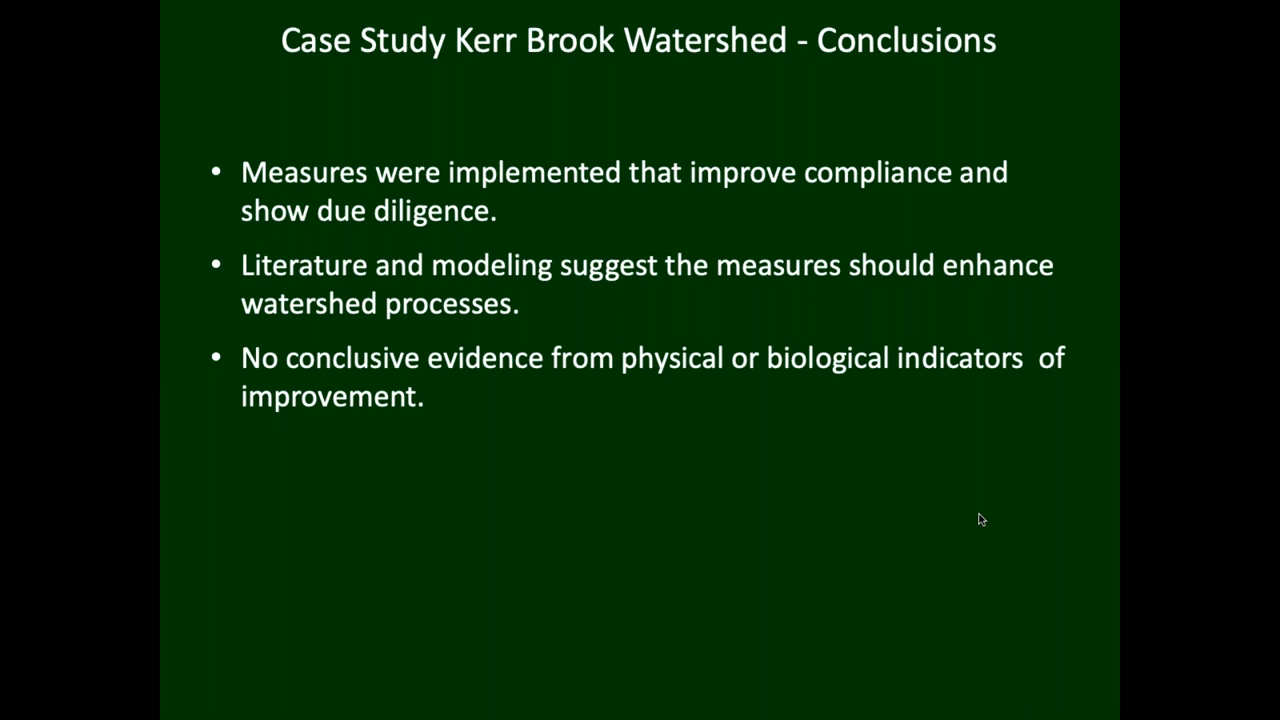 Case Study Kerr Brook Watershed - Conclusions
• Measures were implemented that improve compliance and
show due diligence.
• Literature and modeling suggest the measures should enhance
watershed processes.
• No conclusive evidence from physical or biological indicators  of
improvement.